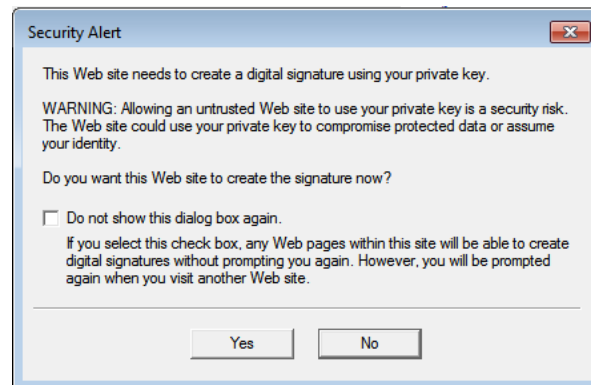 Security Alert
This Web site needs to create a digital signature using your private key.
WARNING: Allowing an untrusted Web site to use your private key is a security risk.
The Web site could use your private key to compromise protected data or assume
your identity.
Do you want this Web site to create the signature now?
Do not show this dialog box again.
If you select this check box, any Web pages within this site will be able to create
digital signatures without prompting you again. However, you will be prompted
again when you visit another Web site.
Yes No